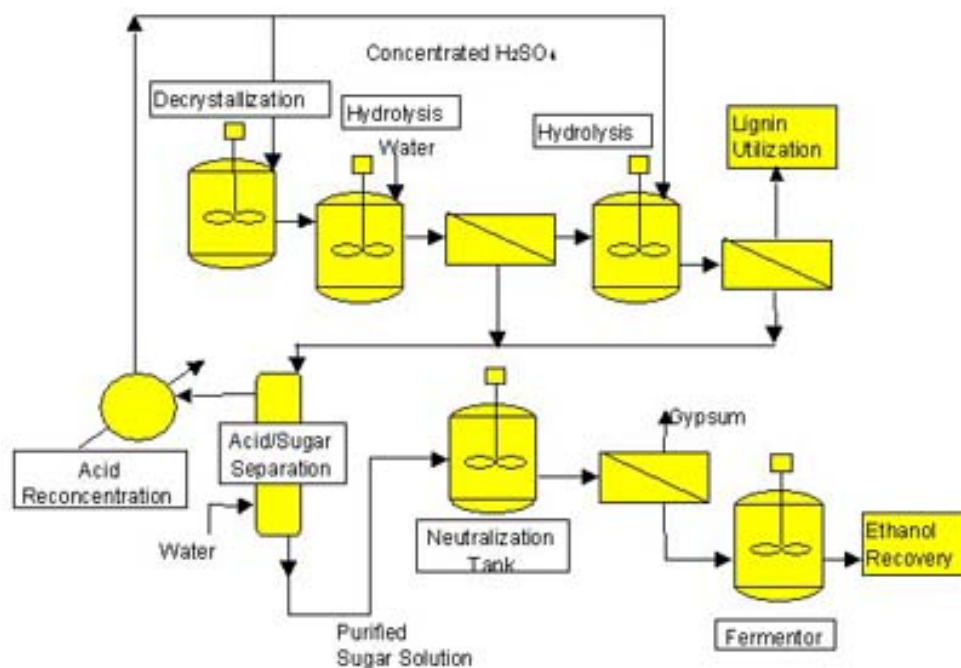 Concentrated H₂SO₄
Decrystallization
Hydrolysis
Water
Hydrolysis
Lignin
Utilization
Acid
Reconcentration
Acid/Sugar
Separation
Water
Purified
Sugar Solution
Neutralization
Tank
Gypsum
Fermentor
Ethanol
Recovery